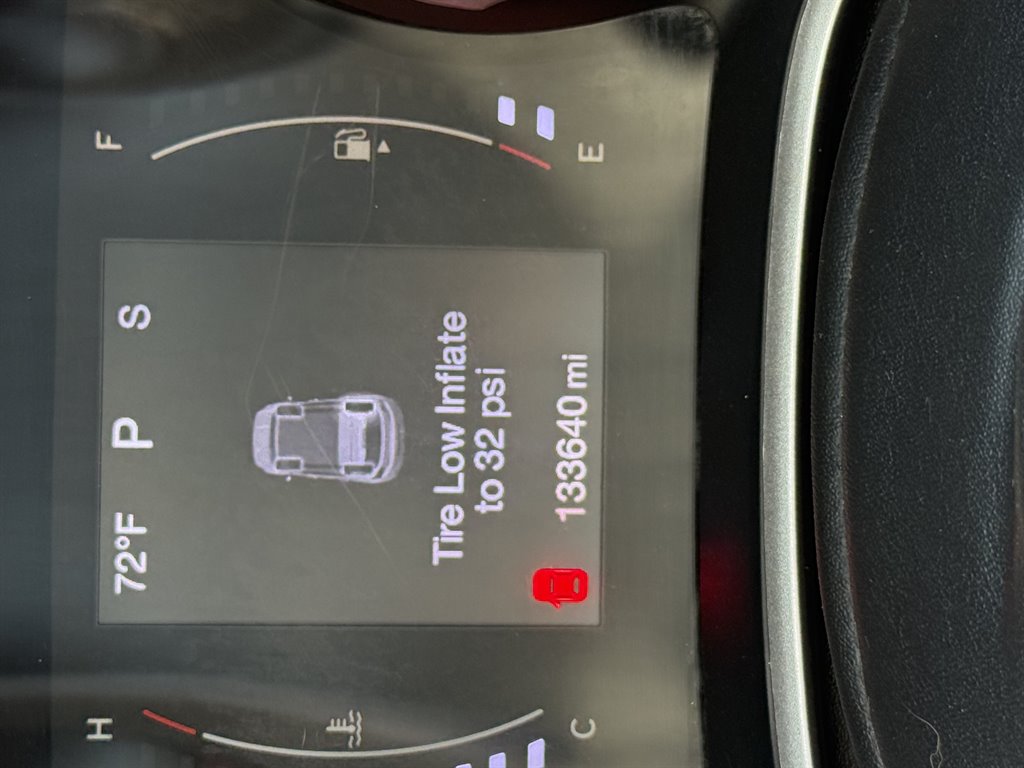 72°F P S
Tire Low Inflate
to 32 psi
133640 mi
H
C
F
E